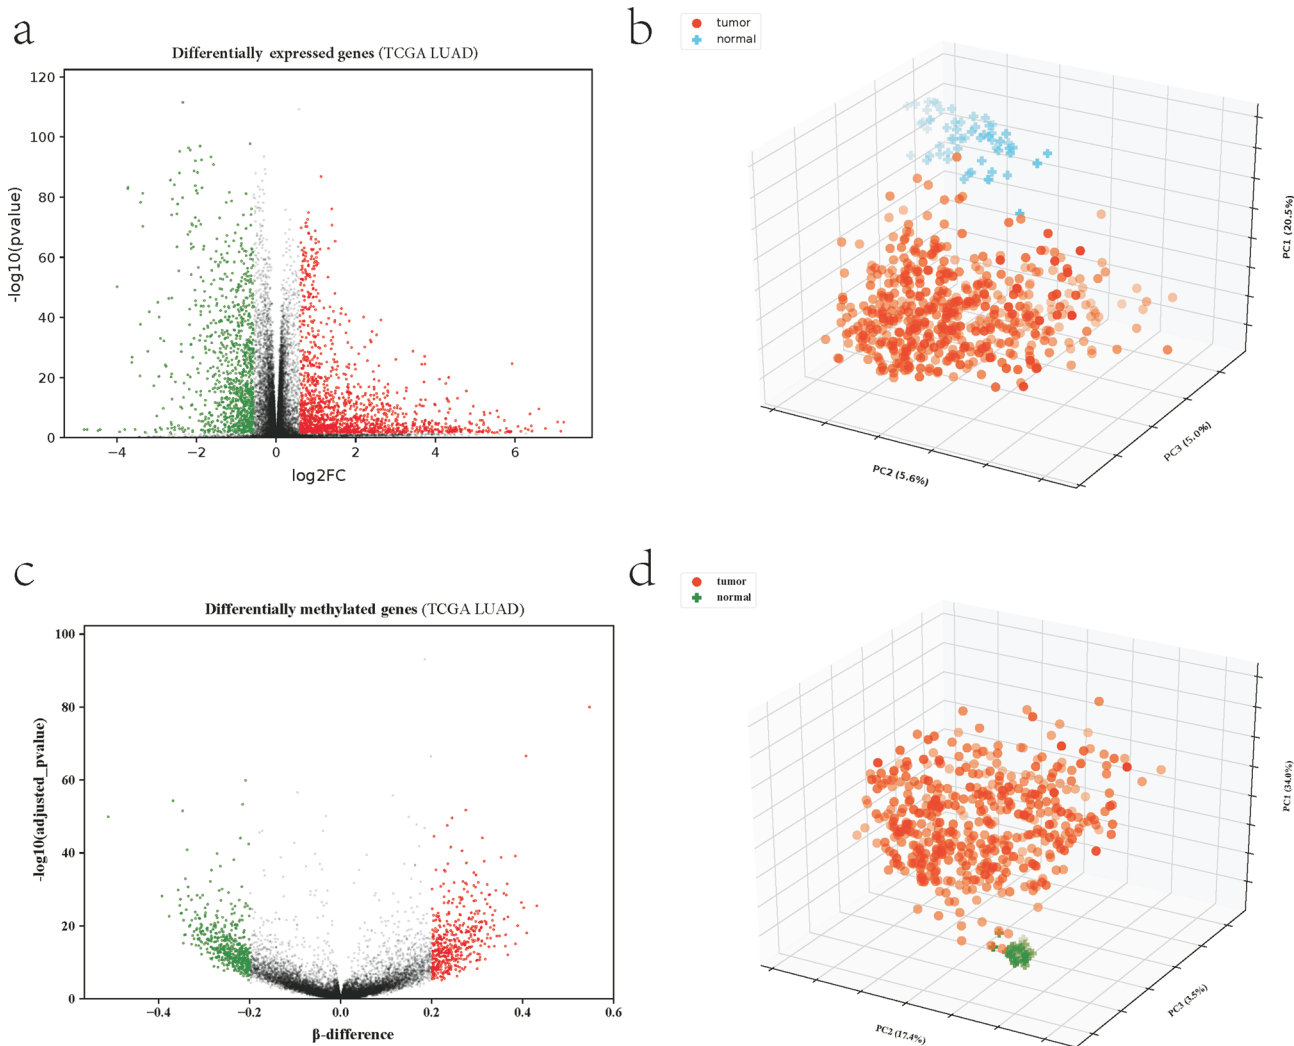 a
Differentially expressed genes (TCGA LUAD)
120
100
80
60
40
20
0
-log10(pvalue)
−4
−2
0
2
4
6
log2FC
b
tumor
normal
PC1 (20.5%)
PC2 (5.6%)
PC3 (5.0%)
c
Differentially methylated genes (TCGA LUAD)
100
80
60
40
20
0
-log10(adjusted_pvalue)
−0.4
−0.2
0.0
0.2
0.4
0.6
β-difference
d
tumor
normal
PC1 (34.0%)
PC2 (17.4%)
PC3 (3.5%)